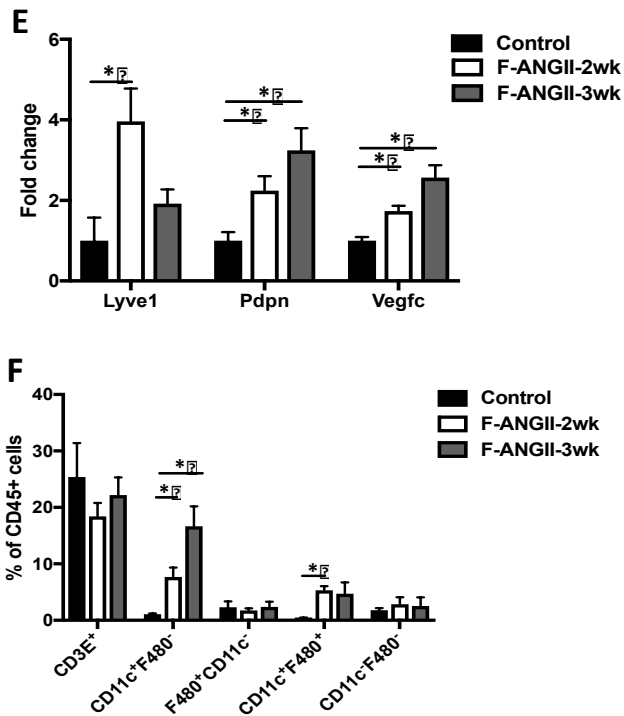 E
Control
F-ANGII-2wk
F-ANGII-3wk
Fold change
6
4
2
0
*⍰
*⍰
*⍰
*⍰
*⍰
Lyve1 Pdpn Vegfc
F
Control
F-ANGII-2wk
F-ANGII-3wk
% of CD45+ cells
40
30
20
10
0
*⍰
*⍰
*⍰
CD3E⁺
CD11c⁺F480⁻
F480⁺CD11c⁻
CD11c⁺F480⁺
CD11c⁻F480⁻